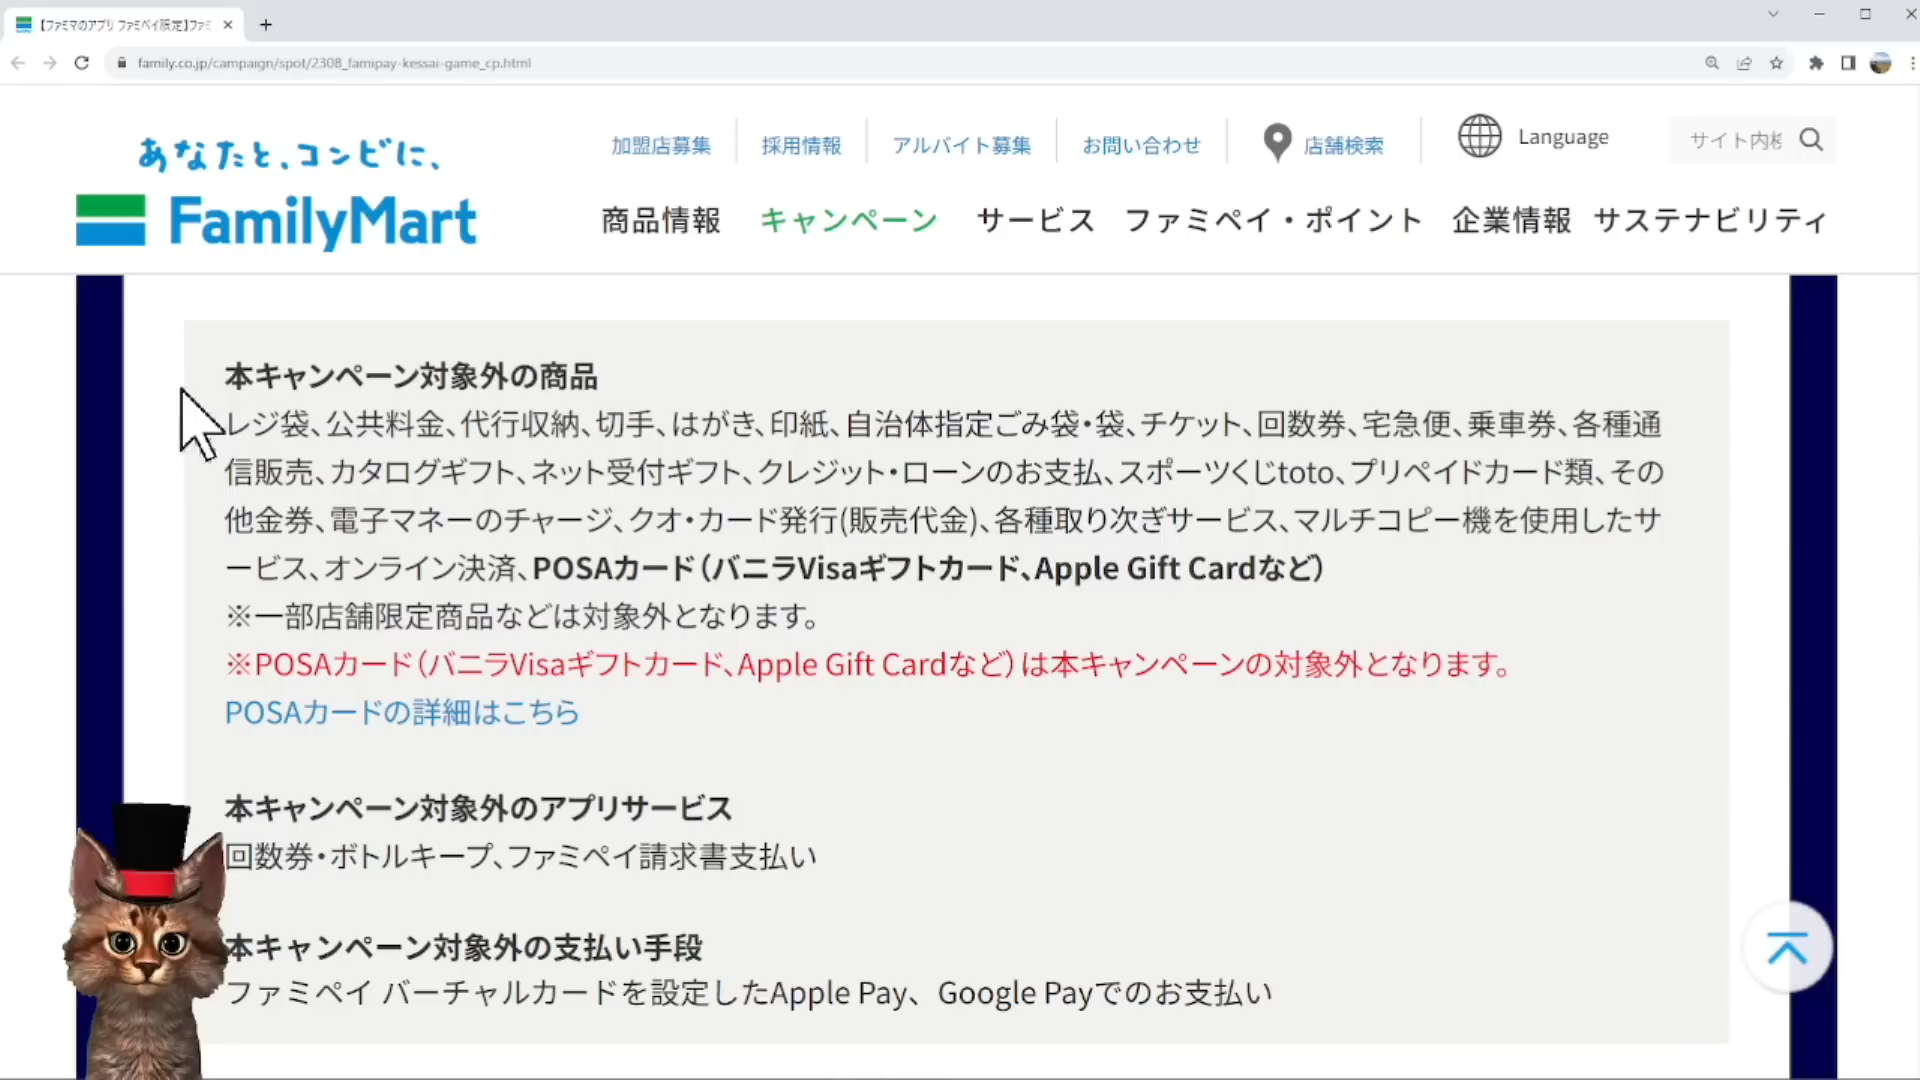 【ファミマのアプリ ファミペイ限定】ファミ
family.co.jp/campaign/spot/2308_famipay-kessai-game_cp.html
あなたと、コンビに、
FamilyMart
加盟店募集
採用情報
アルバイト募集
お問い合わせ
店舗検索
Language
サイト内検
商品情報
キャンペーン
サービス
ファミペイ・ポイント
企業情報
サステナビリティ
本キャンペーン対象外の商品
レジ袋、公共料金、代行収納、切手、はがき、印紙、自治体指定ごみ袋・袋、チケット、回数券、宅急便、乗車券、各種通
信販売、カタログギフト、ネット受付ギフト、クレジット・ローンのお支払、スポーツくじtoto、プリペイドカード類、その
他金券、電子マネーのチャージ、クオ・カード発行(販売代金)、各種取り次ぎサービス、マルチコピー機を使用したサ
ービス、オンライン決済、POSAカード（バニラVisaギフトカード、Apple Gift Cardなど）
※一部店舗限定商品などは対象外となります。
※POSAカード（バニラVisaギフトカード、Apple Gift Cardなど）は本キャンペーンの対象外となります。
POSAカードの詳細はこちら
本キャンペーン対象外のアプリサービス
回数券・ボトルキープ、ファミペイ請求書支払い
本キャンペーン対象外の支払い手段
ファミペイ バーチャルカードを設定したApple Pay、Google Payでのお支払い